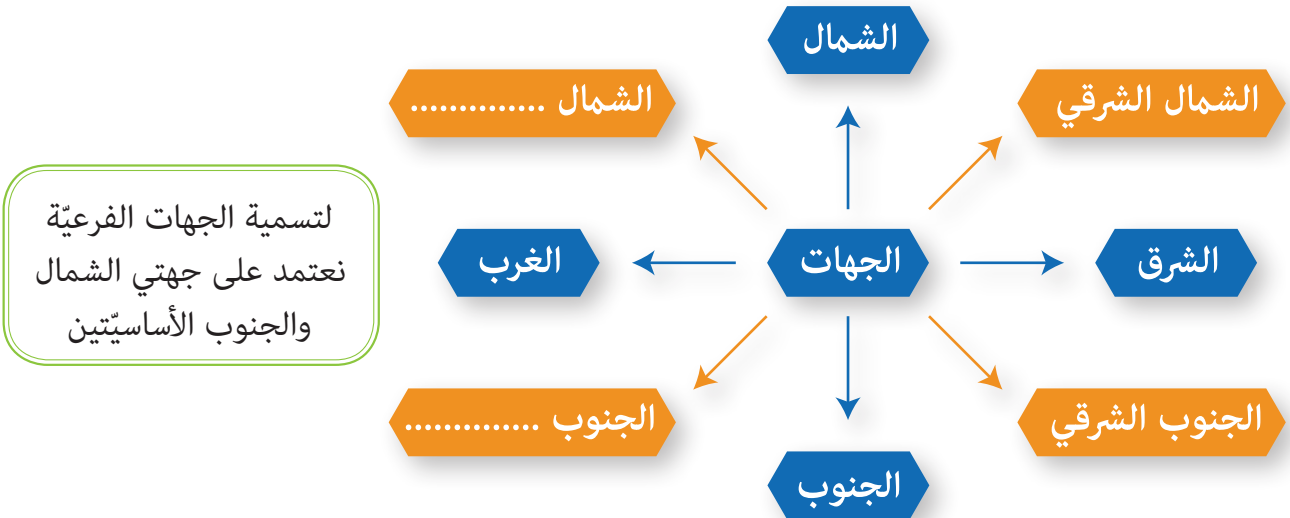 الشمال
الشمال الشرقي
الشمال ..............
لتسمية الجهات الفرعيّة
نعتمد على جهتي الشمال
والجنوب الأساسيّتين
الشرق
الجهات
الغرب
الجنوب الشرقي
الجنوب ..............
الجنوب